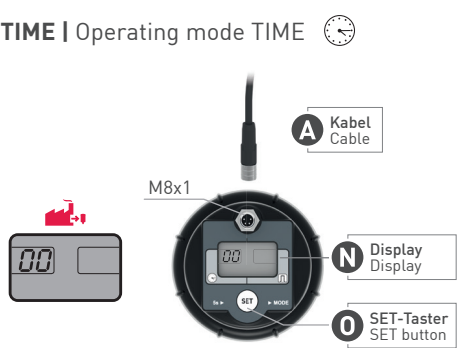 TIME | Operating mode TIME
A Kabel
Cable
M8x1
00
00
N Display
Display
5s ► SET ► MODE
O SET-Taster
SET button